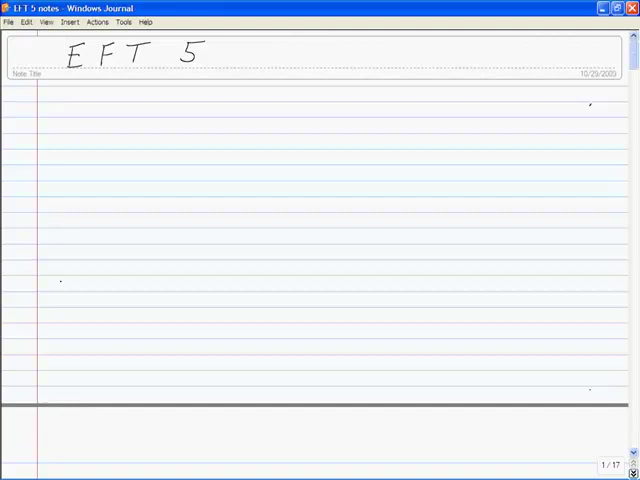 EFT 5 notes - Windows Journal
File Edit View Insert Actions Tools Help
E F T 5
Note Title 10/29/2009
1 / 17